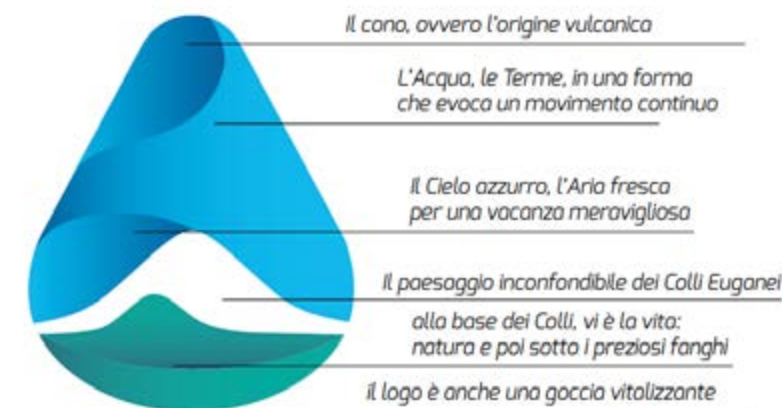 Il cono, ovvero l'origine vulcanica
L'Acqua, le Terme, in una forma
che evoca un movimento continuo
Il Cielo azzurro, l'Aria fresca
per una vacanza meravigliosa
Il paesaggio inconfondibile dei Colli Euganei
alla base dei Colli, vi è la vita:
natura e poi sotto i preziosi fanghi
il logo è anche una goccia vitalizzante